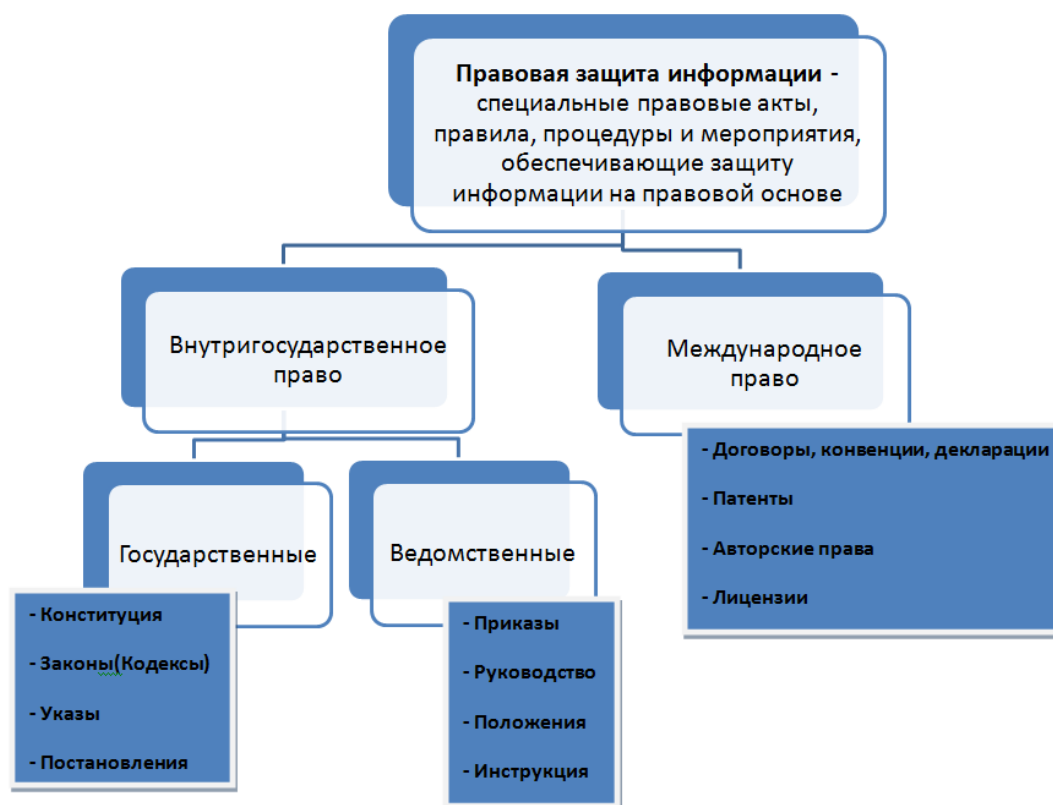 Правовая защита информации -
специальные правовые акты,
правила, процедуры и мероприятия,
обеспечивающие защиту
информации на правовой основе
Внутригосударственное
право
Международное
право
Государственные
Ведомственные
- Договоры, конвенции, декларации
- Патенты
- Авторские права
- Лицензии
- Конституция
- Законы(Кодексы)
- Указы
- Постановления
- Приказы
- Руководство
- Положения
- Инструкция